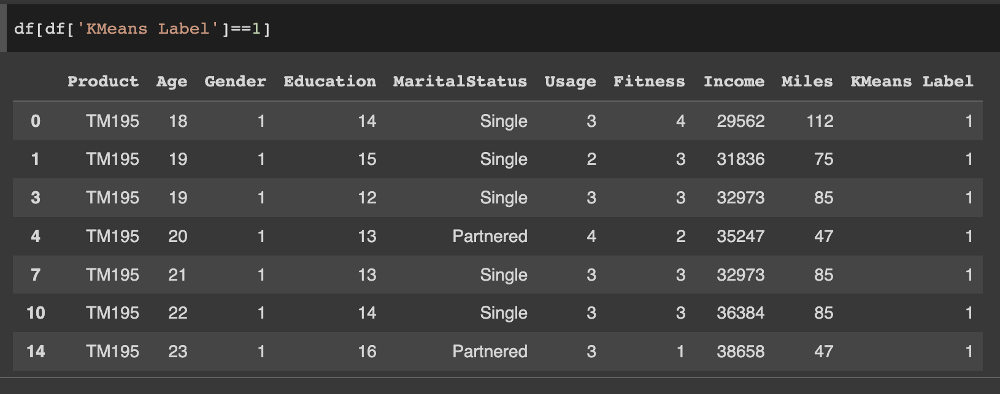 df[df['KMeans Label']==1]
Product Age Gender Education MaritalStatus Usage Fitness Income Miles KMeans Label
0 TM195 18 1 14 Single 3 4 29562 112 1
1 TM195 19 1 15 Single 2 3 31836 75 1
3 TM195 19 1 12 Single 3 3 32973 85 1
4 TM195 20 1 13 Partnered 4 2 35247 47 1
7 TM195 21 1 13 Single 3 3 32973 85 1
10 TM195 22 1 14 Single 3 3 36384 85 1
14 TM195 23 1 16 Partnered 3 1 38658 47 1